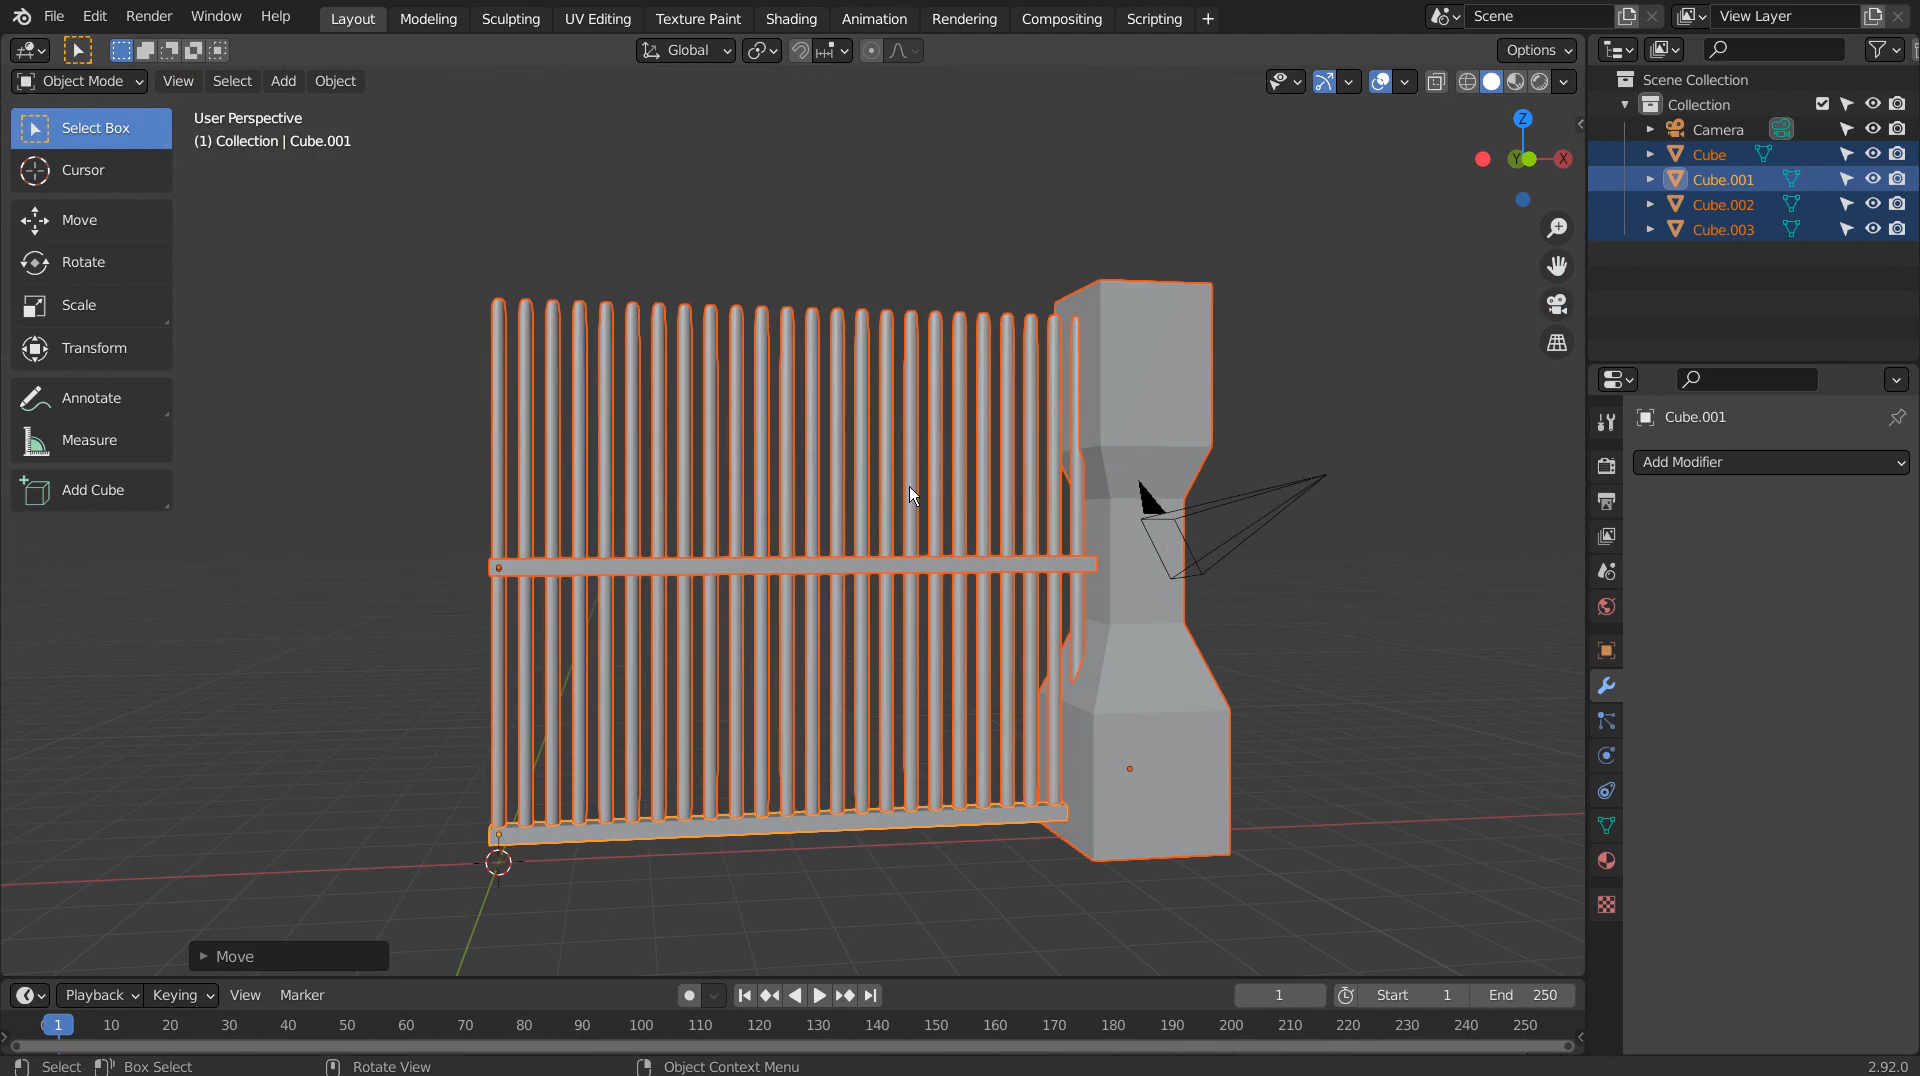 File Edit Render Window Help Layout Modeling Sculpting UV Editing Texture Paint Shading Animation Rendering Compositing Scripting + Scene View Layer
Global Options
Object Mode View Select Add Object
Select Box
Cursor
Move
Rotate
Scale
Transform
Annotate
Measure
Add Cube
User Perspective
(1) Collection | Cube.001
Z
Y X
Scene Collection
Collection
Camera
Cube
Cube.001
Cube.002
Cube.003
Cube.001
Add Modifier
Move
Playback Keying View Marker 1 Start 1 End 250
1 10 20 30 40 50 60 70 80 90 100 110 120 130 140 150 160 170 180 190 200 210 220 230 240 250
Select Box Select Rotate View Object Context Menu 2.92.0